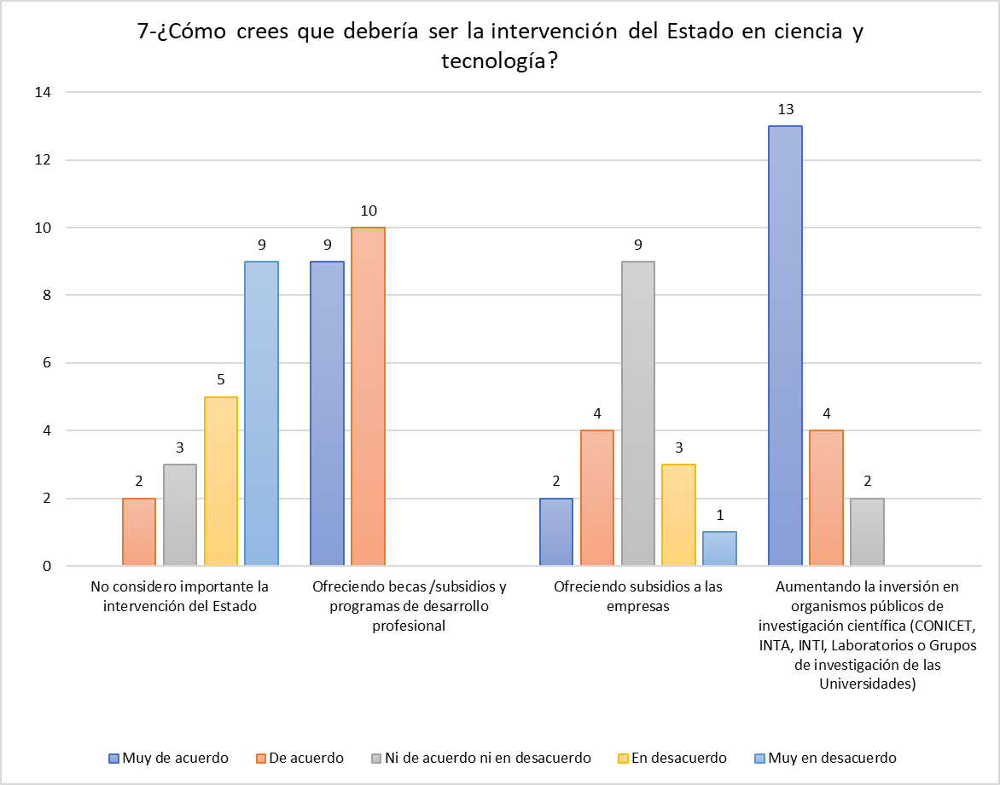 7-¿Cómo crees que debería ser la intervención del Estado en ciencia y
tecnología?
14
12
10
8
6
4
2
0
2
3
5
9
9
10
2
4
9
3
1
13
4
2
No considero importante la
intervención del Estado
Ofreciendo becas /subsidios y
programas de desarrollo
profesional
Ofreciendo subsidios a las
empresas
Aumentando la inversión en
organismos públicos de
investigación científica (CONICET,
INTA, INTI, Laboratorios o Grupos
de investigación de las
Universidades)
Muy de acuerdo
De acuerdo
Ni de acuerdo ni en desacuerdo
En desacuerdo
Muy en desacuerdo